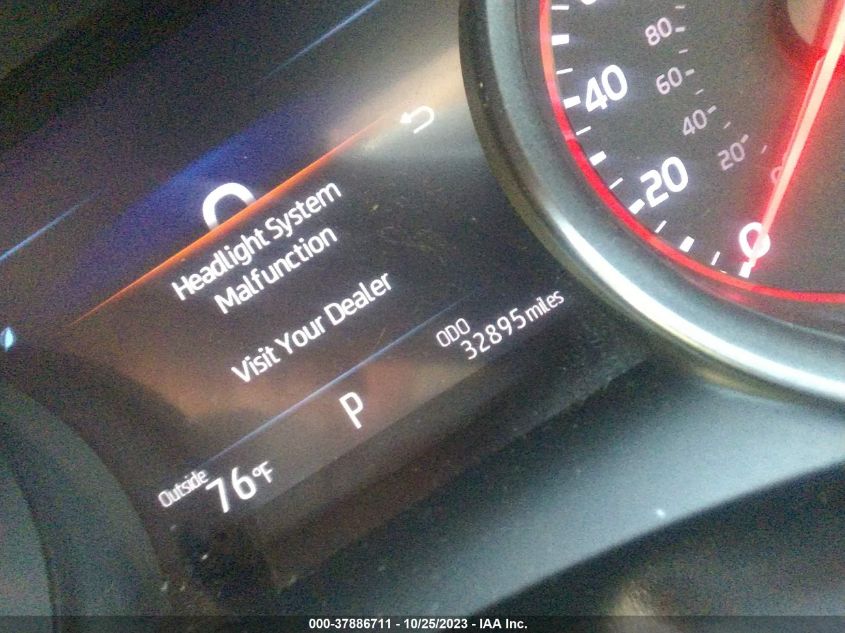 Headlight System
Malfunction
Visit Your Dealer
ODO
32895 miles
P
Outside
76°F
80
60
40
20
40
20
0
000-37886711 - 10/25/2023 - IAA Inc.